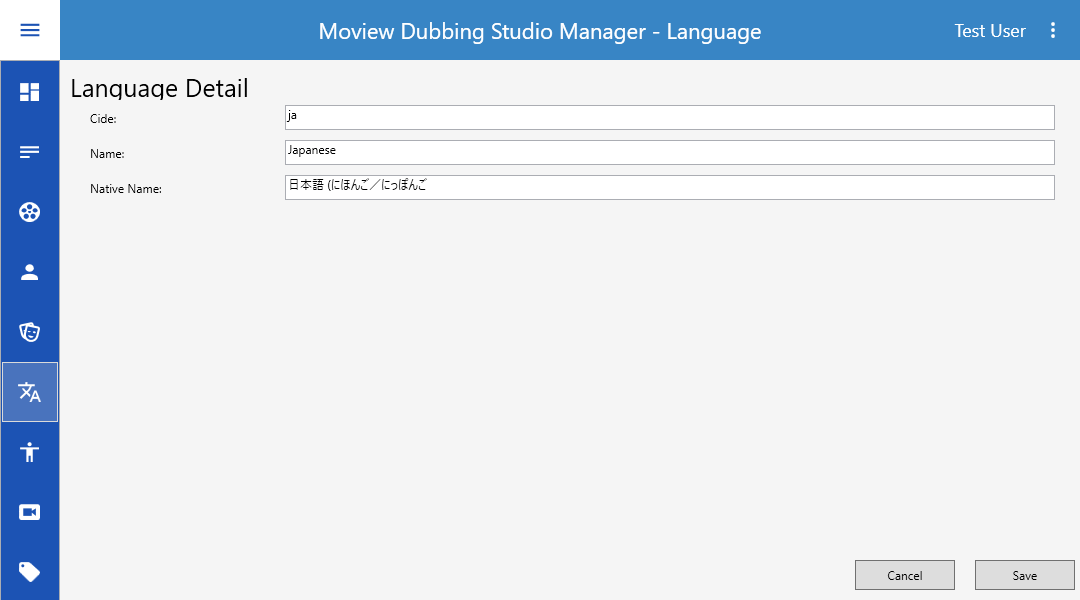 Moview Dubbing Studio Manager - Language
Test User
Language Detail
Cide:
ja
Name:
Japanese
Native Name:
日本語 (にほんご／にっぽんご
Cancel
Save